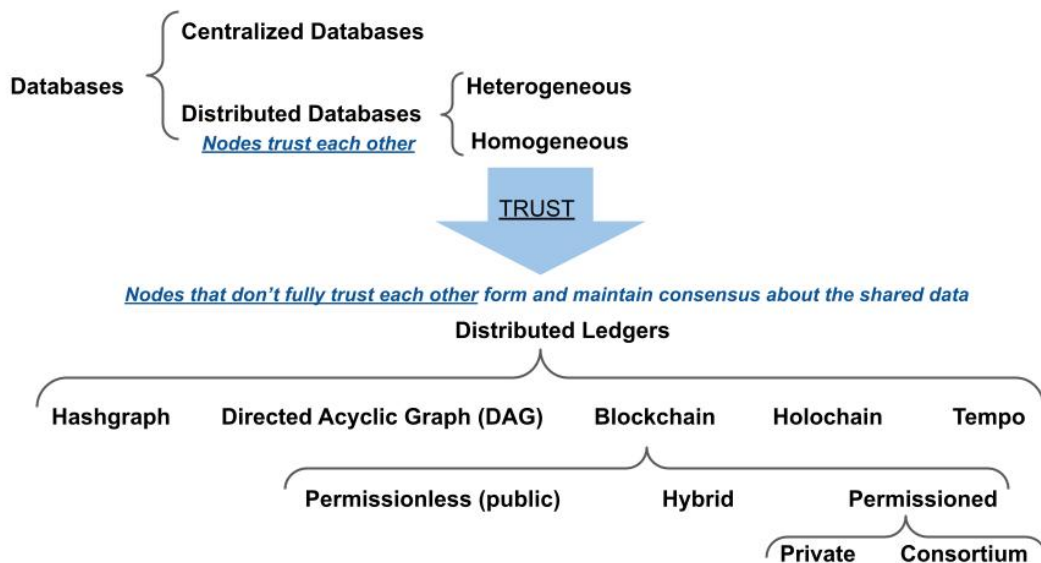 Centralized Databases
Databases
Heterogeneous
Distributed Databases
Nodes trust each other
Homogeneous
TRUST
Nodes that don’t fully trust each other form and maintain consensus about the shared data
Distributed Ledgers
Hashgraph Directed Acyclic Graph (DAG) Blockchain Holochain Tempo
Permissionless (public) Hybrid Permissioned
Private Consortium